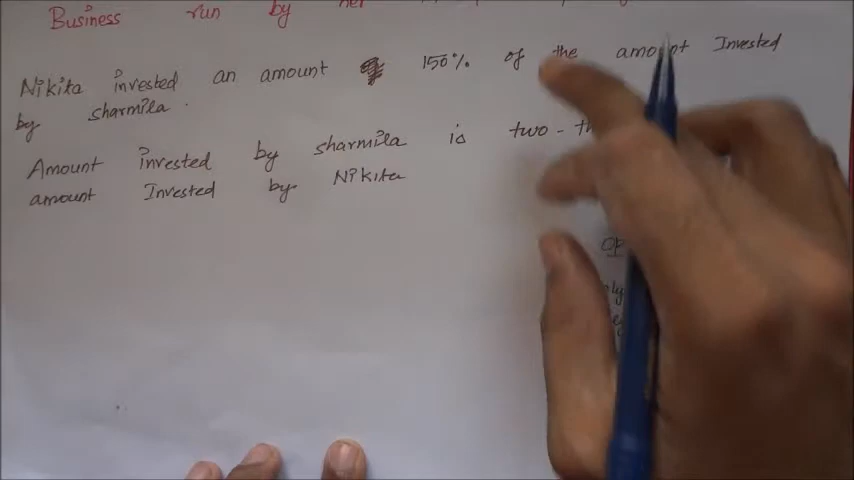 Business run by her
Nikita invested an amount 150% of the amount Invested
by sharmila.
Amount invested by sharmila is two-
amount Invested by Nikita